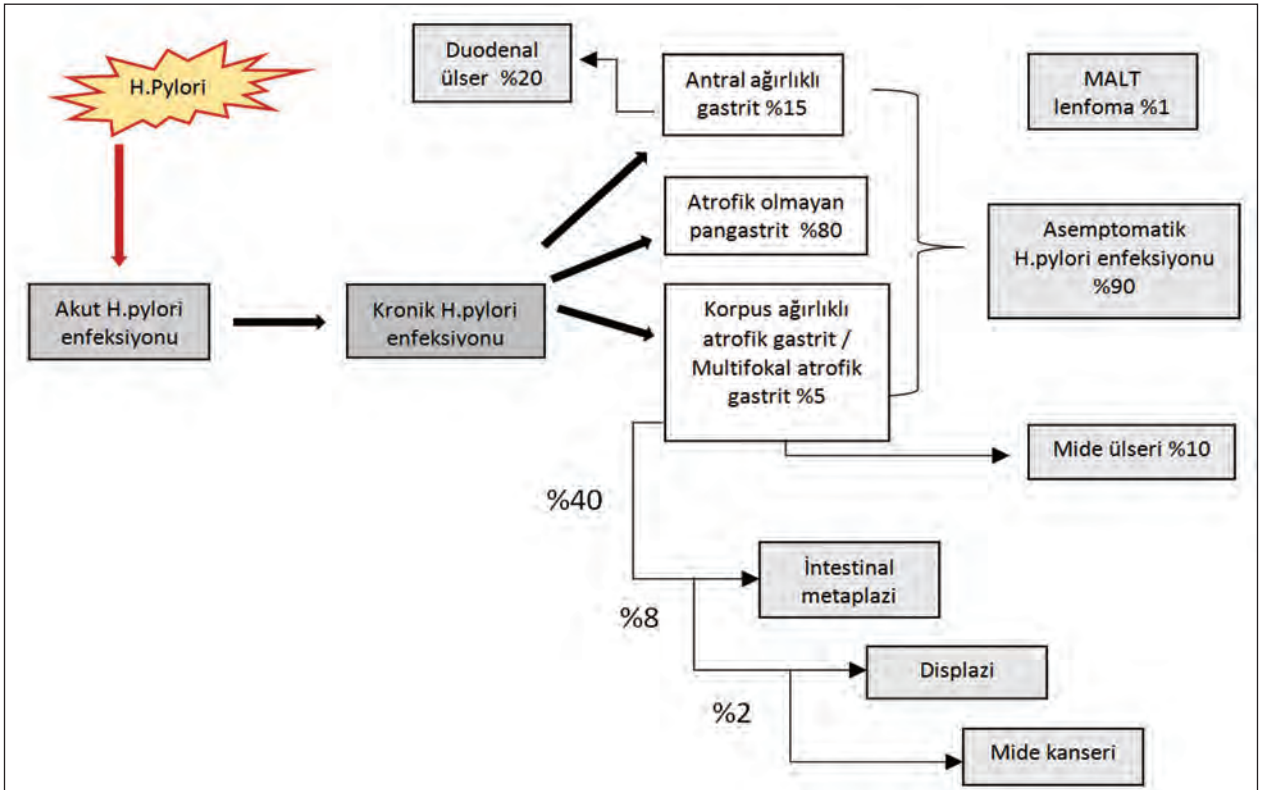 H.Pylori
Akut H.pylori
enfeksiyonu
Kronik H.pylori
enfeksivonu
Duodenal
ülser %20
Antral ağırlıklı
gastrit %15
Atrofik olmayan
pangastrit %80
Korpus ağırlıklı
atrofik gastrit /
Multifokal atrofik
gastrit %5
MALT
lenfoma %1
Asemptomatik
H.pylori enfeksiyonu
%90
Mide ülseri %10
%40
İntestinal
metaplazi
%8
Displazi
%2
Mide kanseri